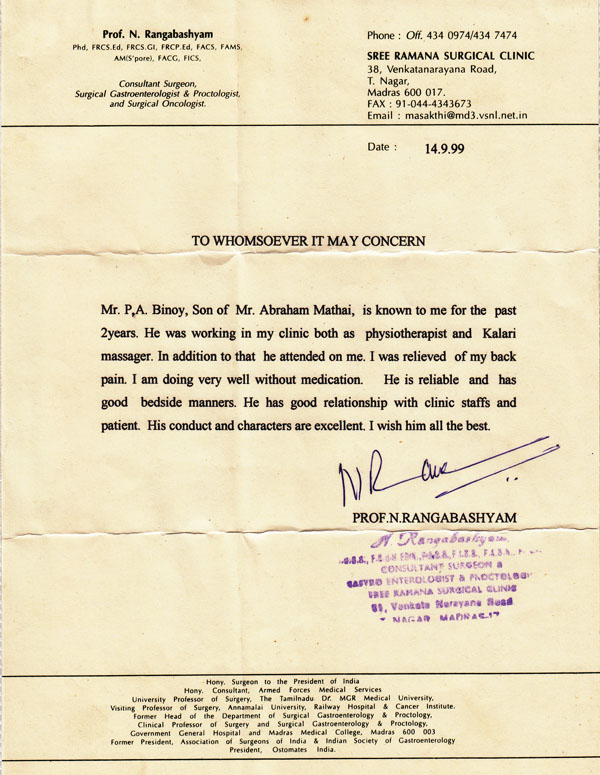 Prof. N. Rangabashyam
Phd, FRCS.Ed, FRCS.GI, FRCP.Ed, FACS, FAMS,
AM(S'pore), FACG, FICS,
Consultant Surgeon,
Surgical Gastroenterologist & Proctologist,
and Surgical Oncologist.
Phone : Off. 434 0974/434 7474
SREE RAMANA SURGICAL CLINIC
38, Venkatanarayana Road,
T. Nagar,
Madras 600 017.
FAX : 91-044-4343673
Email : masakthi@md3.vsnl.net.in
Date : 14.9.99
TO WHOMSOEVER IT MAY CONCERN
Mr. P.A. Binoy, Son of Mr. Abraham Mathai, is known to me for the past
2years. He was working in my clinic both as physiotherapist and Kalari
massager. In addition to that he attended on me. I was relieved of my back
pain. I am doing very well without medication. He is reliable and has
good bedside manners. He has good relationship with clinic staffs and
patient. His conduct and characters are excellent. I wish him all the best.
PROF.N.RANGABASHYAM
N. Rangabashyam
CONSULTANT SURGEON &
GASTRO ENTEROLOGIST & PROCTOLOGI
SREE RAMANA SURGICAL CLINIC
Venkata Narayana Road
NAGAR MADRAS-17
Hony. Surgeon to the President of India
Hony. Consultant, Armed Forces Medical Services
University Professor of Surgery, The Tamilnadu Dr. MGR Medical University,
Visiting Professor of Surgery, Annamalai University, Railway Hospital & Cancer Institute.
Former Head of the Department of Surgical Gastroenterology & Proctology,
Clinical Professor of Surgery and Surgical Gastroenterology & Proctology,
Government General Hospital and Madras Medical College, Madras 600 003
Former President, Association of Surgeons of India & Indian Society of Gastroenterology
President, Ostomates India.